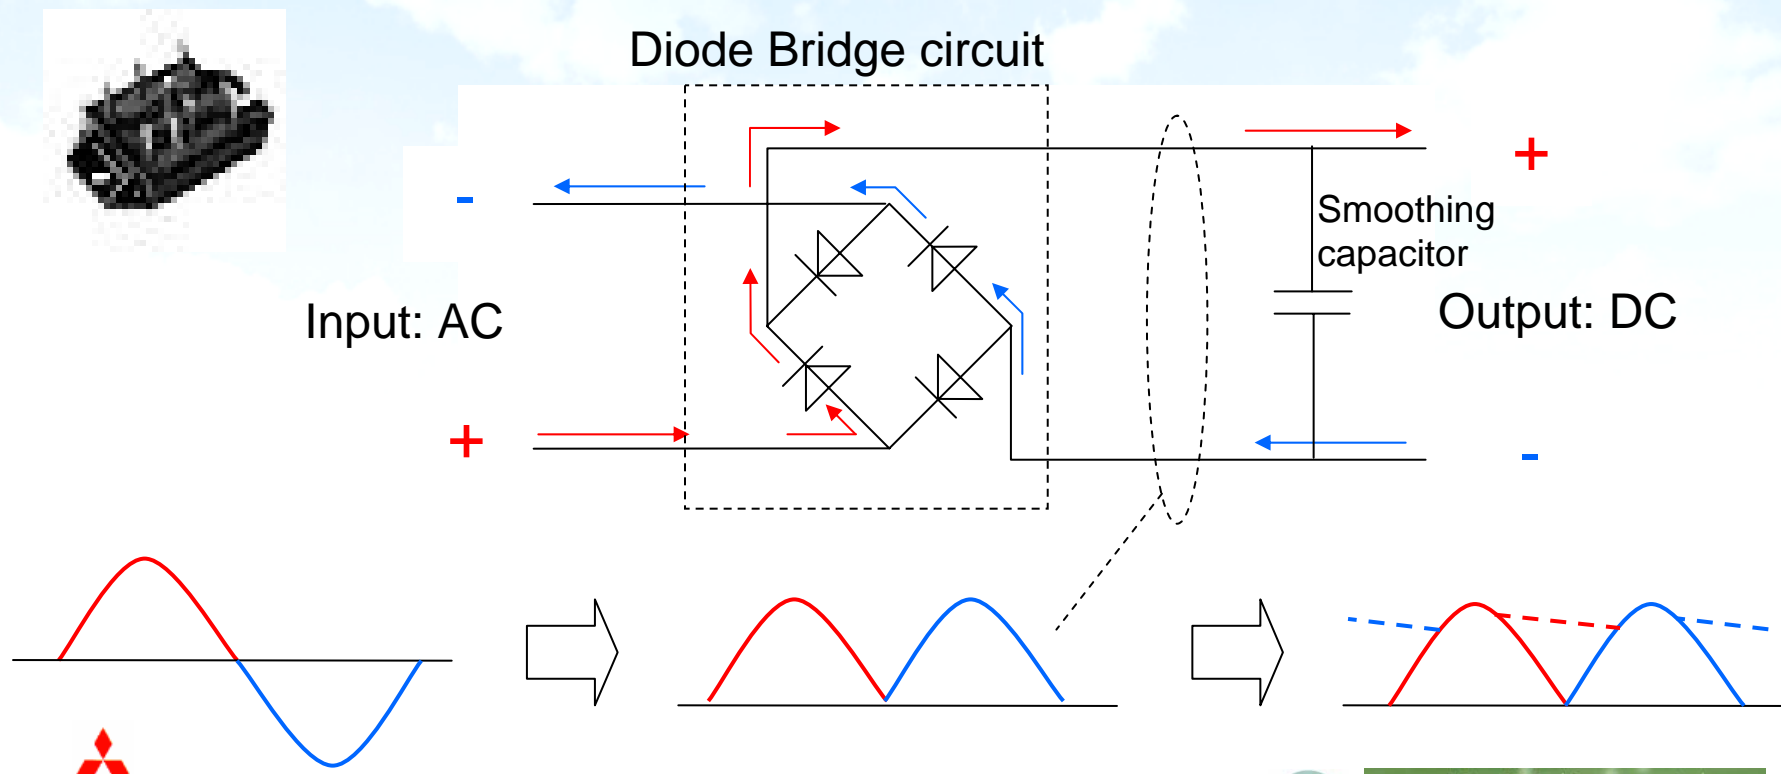 Diode Bridge circuit
+
-
Smoothing
capacitor
Input: AC
Output: DC
+
-